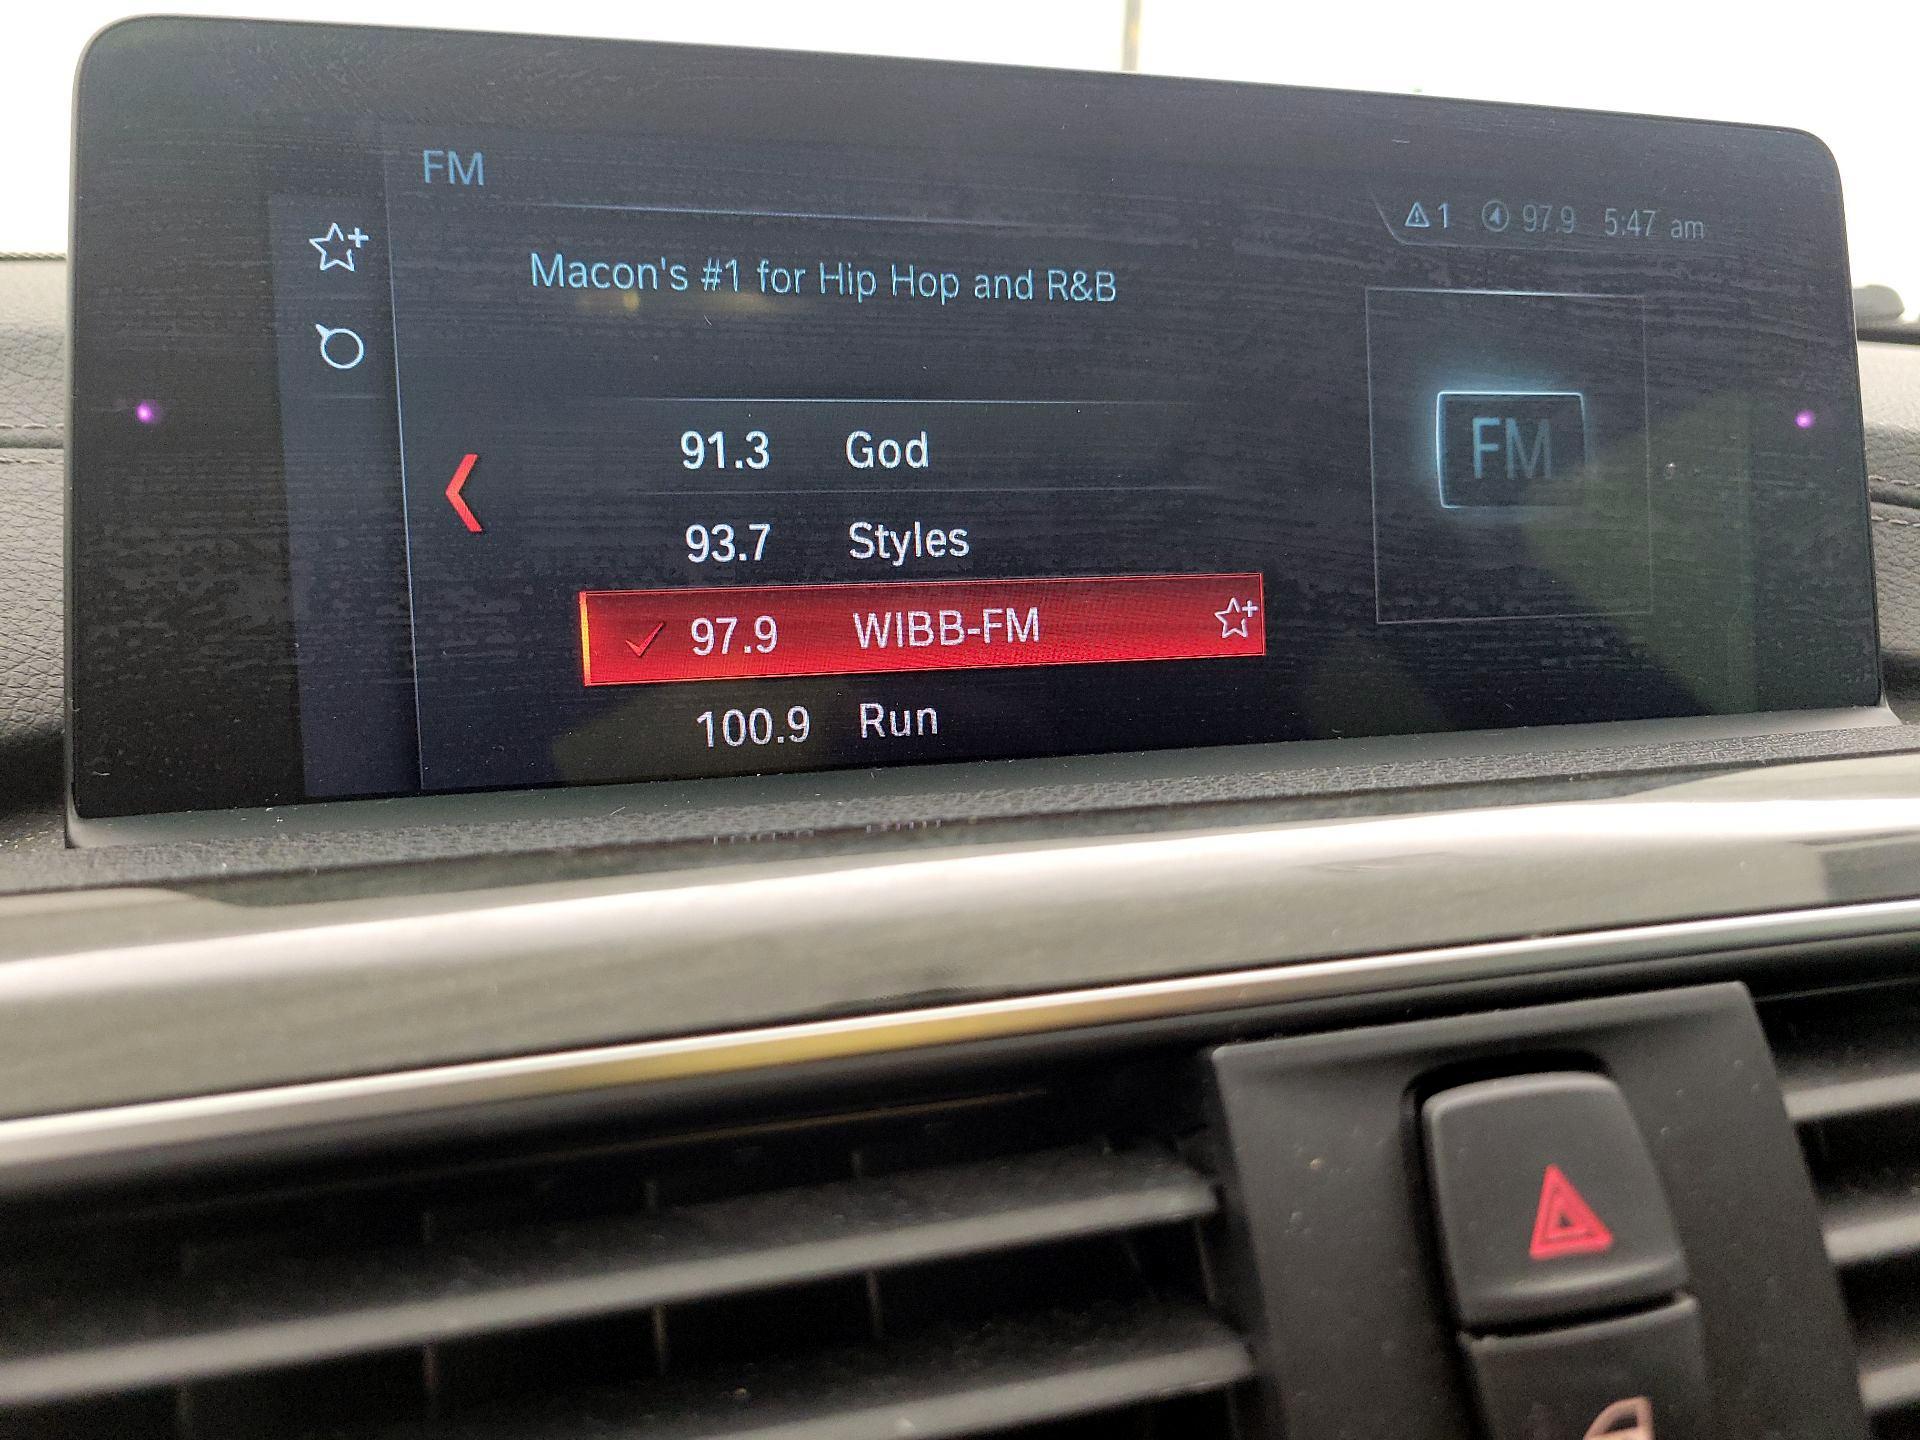 FM
1 97.9 5:47 am
Macon's #1 for Hip Hop and R&B
FM
91.3 God
93.7 Styles
97.9 WIBB-FM
100.9 Run